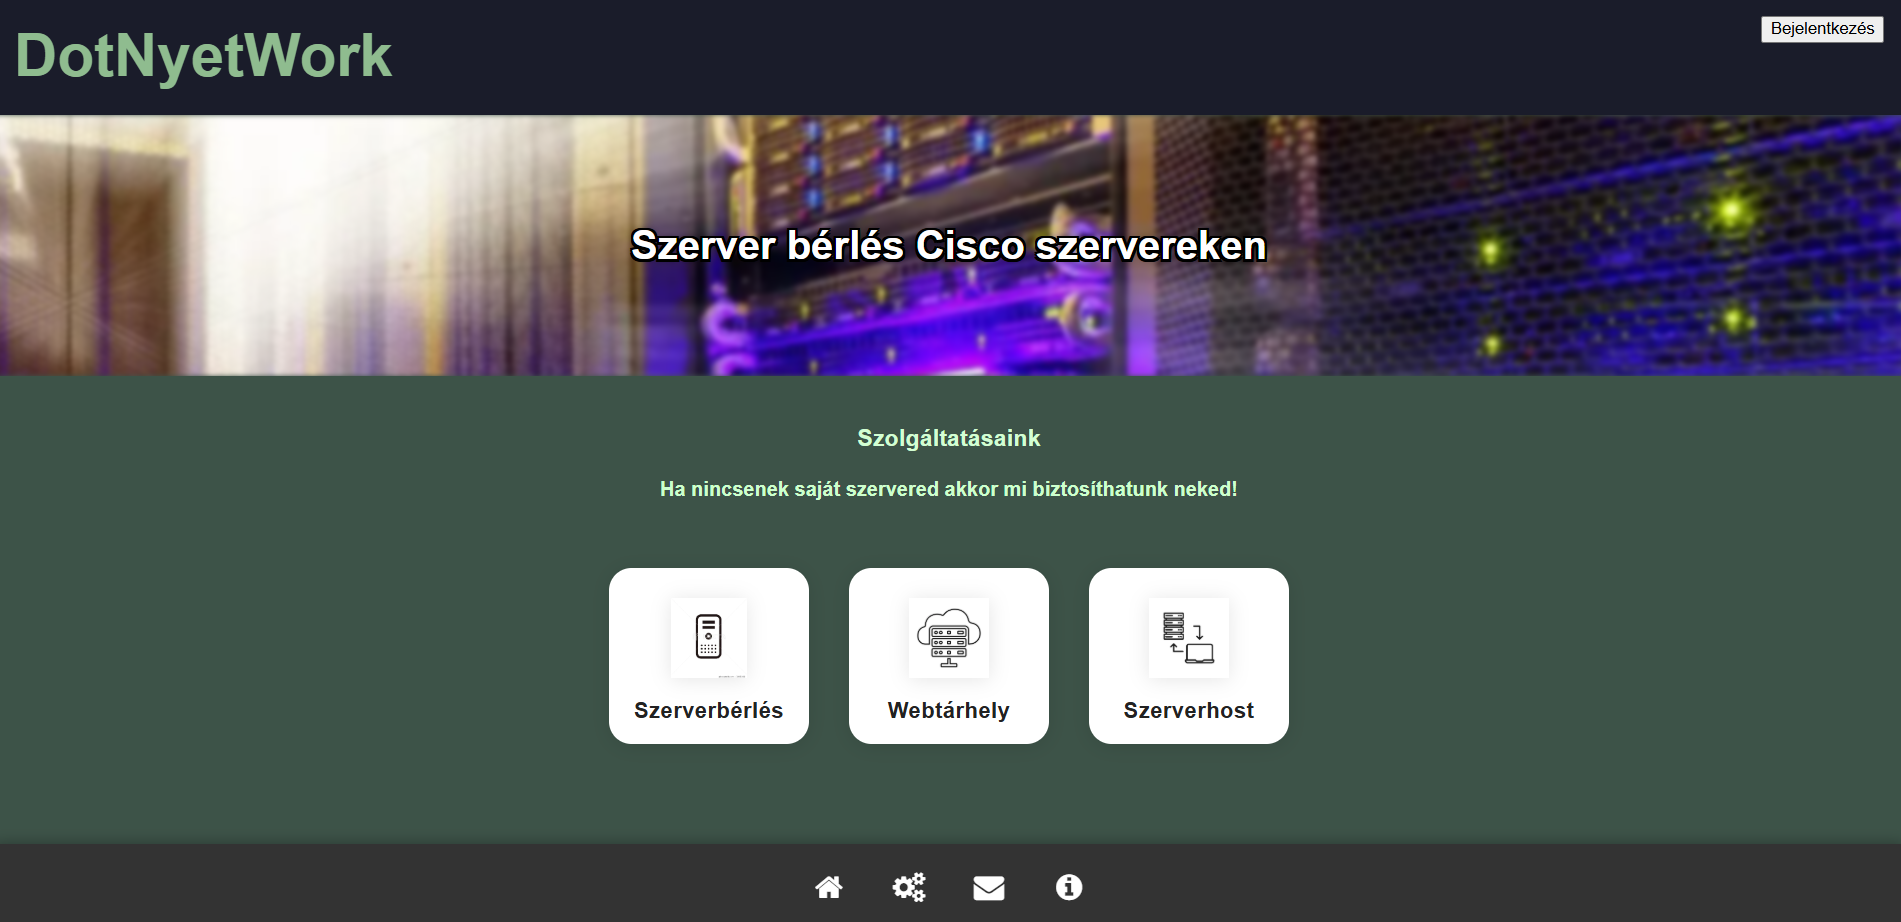 DotNyetWork
Bejelentkezés
Szerver bérlés Cisco szervereken
Szolgáltatásaink
Ha nincsenek saját szervered akkor mi biztosíthatunk neked!
Szerverbérlés
Webtárhely
Szerverhost